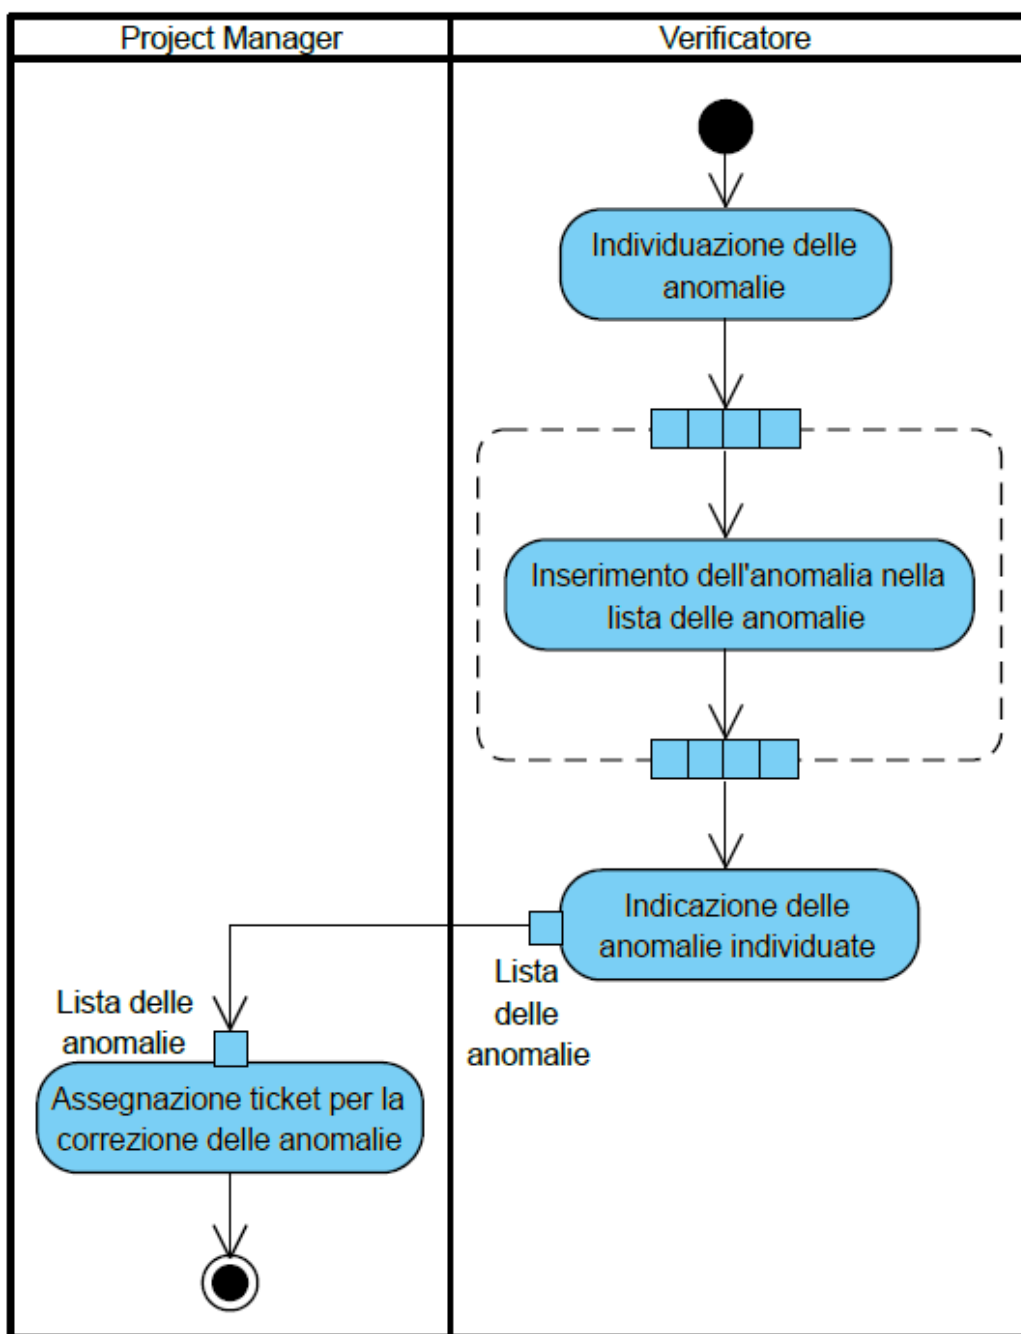 Project Manager
Verificatore
Individuazione delle
anomalie
Inserimento dell'anomalia nella
lista delle anomalie
Indicazione delle
anomalie individuate
Lista
delle
anomalie
Lista delle
anomalie
Assegnazione ticket per la
correzione delle anomalie